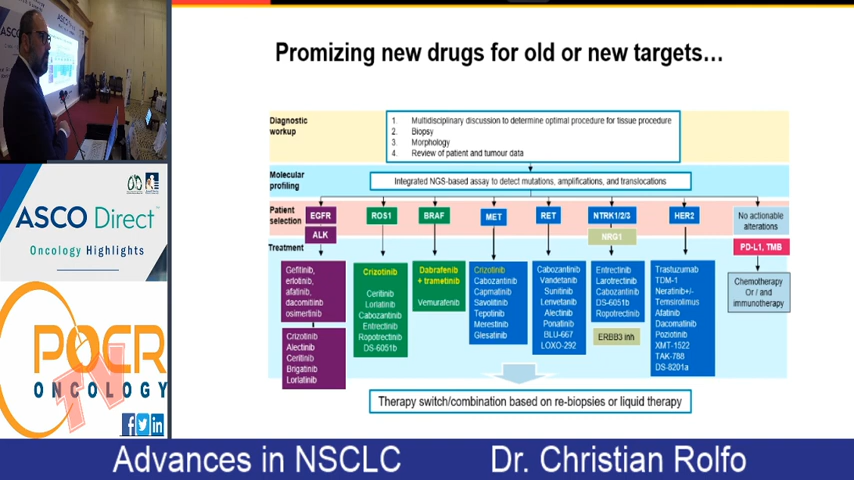 ASCO
Promizing new drugs for old or new targets…
Diagnostic
workup
1. Multidisciplinary discussion to determine optimal procedure for tissue procedure
2. Biopsy
3. Morphology
4. Review of patient and tumour data
Molecular
profiling
Integrated NGS-based assay to detect mutations, amplifications, and translocations
Patient
selection
EGFR
ALK
ROS1
BRAF
MET
RET
NTRK1/2/3
NRG1
HER2
No actionable
alterations
PD-L1, TMB
Treatment
Gefitinib,
erlotinib,
afatinib,
dacomitinib
osimertinib
Crizotinib
Alectinib
Ceritinib
Brigatinib
Lorlatinib
Crizotinib
Ceritinib
Lorlatinib
Cabozantinib
Entrectinib
Ropotrectinib
DS-6051b
Dabrafenib
+ trametinib
Vemurafenib
Crizotinib
Cabozantinib
Capmatinib
Savolitinib
Tepotinib
Merestinib
Glesatinib
Cabozantinib
Vandetanib
Sunitinib
Lenvetanib
Alectinib
Ponatinib
BLU-667
LOXO-292
Entrectinib
Larotrectinib
Cabozantinib
DS-6051b
Ropotrectinib
ERBB3 inh
Trastuzumab
TDM-1
Neratinib+/-
Temsirolimus
Afatinib
Dacomatinib
Poziotinib
XMT-1522
TAK-788
DS-8201a
Chemotherapy
Or / and
immunotherapy
Therapy switch/combination based on re-biopsies or liquid therapy
ASCO Direct™
Oncology Highlights
POCR
ONCOLOGY
TV
Advances in NSCLC Dr. Christian Rolfo